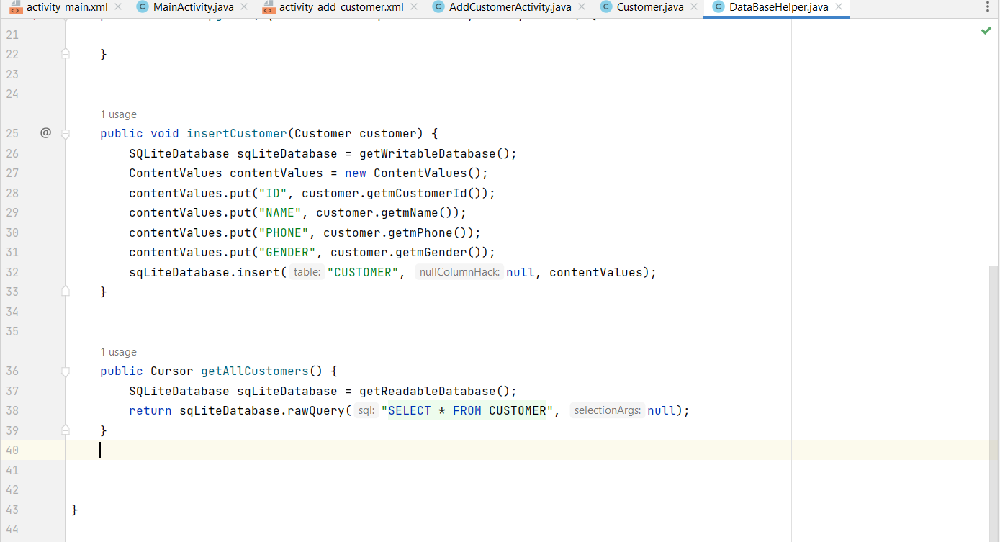 activity_main.xml MainActivity.java activity_add_customer.xml AddCustomerActivity.java Customer.java DataBaseHelper.java
21
22 }
23
24
1 usage
25 @ public void insertCustomer(Customer customer) {
26 SQLiteDatabase sqLiteDatabase = getWritableDatabase();
27 ContentValues contentValues = new ContentValues();
28 contentValues.put("ID", customer.getmCustomerId());
29 contentValues.put("NAME", customer.getmName());
30 contentValues.put("PHONE", customer.getmPhone());
31 contentValues.put("GENDER", customer.getmGender());
32 sqLiteDatabase.insert( table: "CUSTOMER", nullColumnHack: null, contentValues);
33 }
34
35
1 usage
36 public Cursor getAllCustomers() {
37 SQLiteDatabase sqLiteDatabase = getReadableDatabase();
38 return sqLiteDatabase.rawQuery( sql: "SELECT * FROM CUSTOMER", selectionArgs: null);
39 }
40
41
42
43 }
44